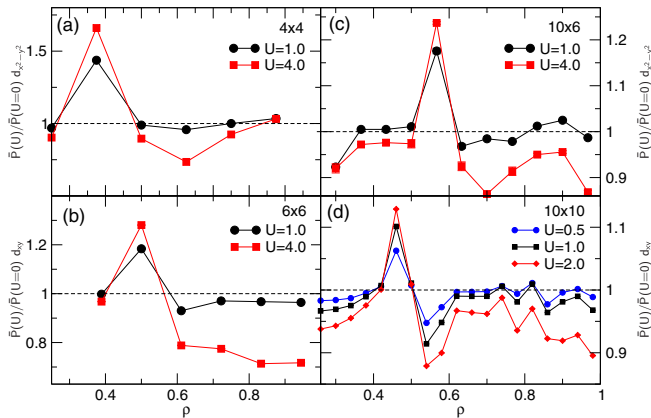 (a) 4x4
U=1.0
U=4.0
1.5
1
P̄(U)/P̄(U=0) d_{x²−y²}
(c) 10x6
U=1.0
U=4.0
1.2
1.1
1
0.9
P̄(U)/P̄(U=0) d_{x²−y²}
(b) 6x6
U=1.0
U=4.0
1.2
1
0.8
P̄(U)/P̄(U=0) d_{xy}
0.4 0.6 0.8
ρ
(d) 10x10
U=0.5
U=1.0
U=2.0
1.1
1
0.9
P̄(U)/P̄(U=0) d_{xy}
0.4 0.6 0.8 1
ρ